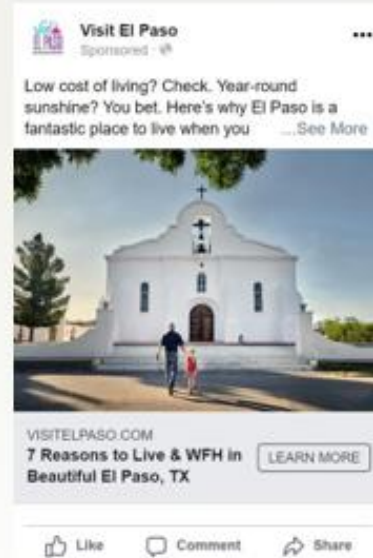 Visit El Paso
Sponsored ·
Low cost of living? Check. Year-round
sunshine? You bet. Here's why El Paso is a
fantastic place to live when you ...See More
VISITELPASO.COM
7 Reasons to Live & WFH in
Beautiful El Paso, TX
LEARN MORE
Like Comment Share